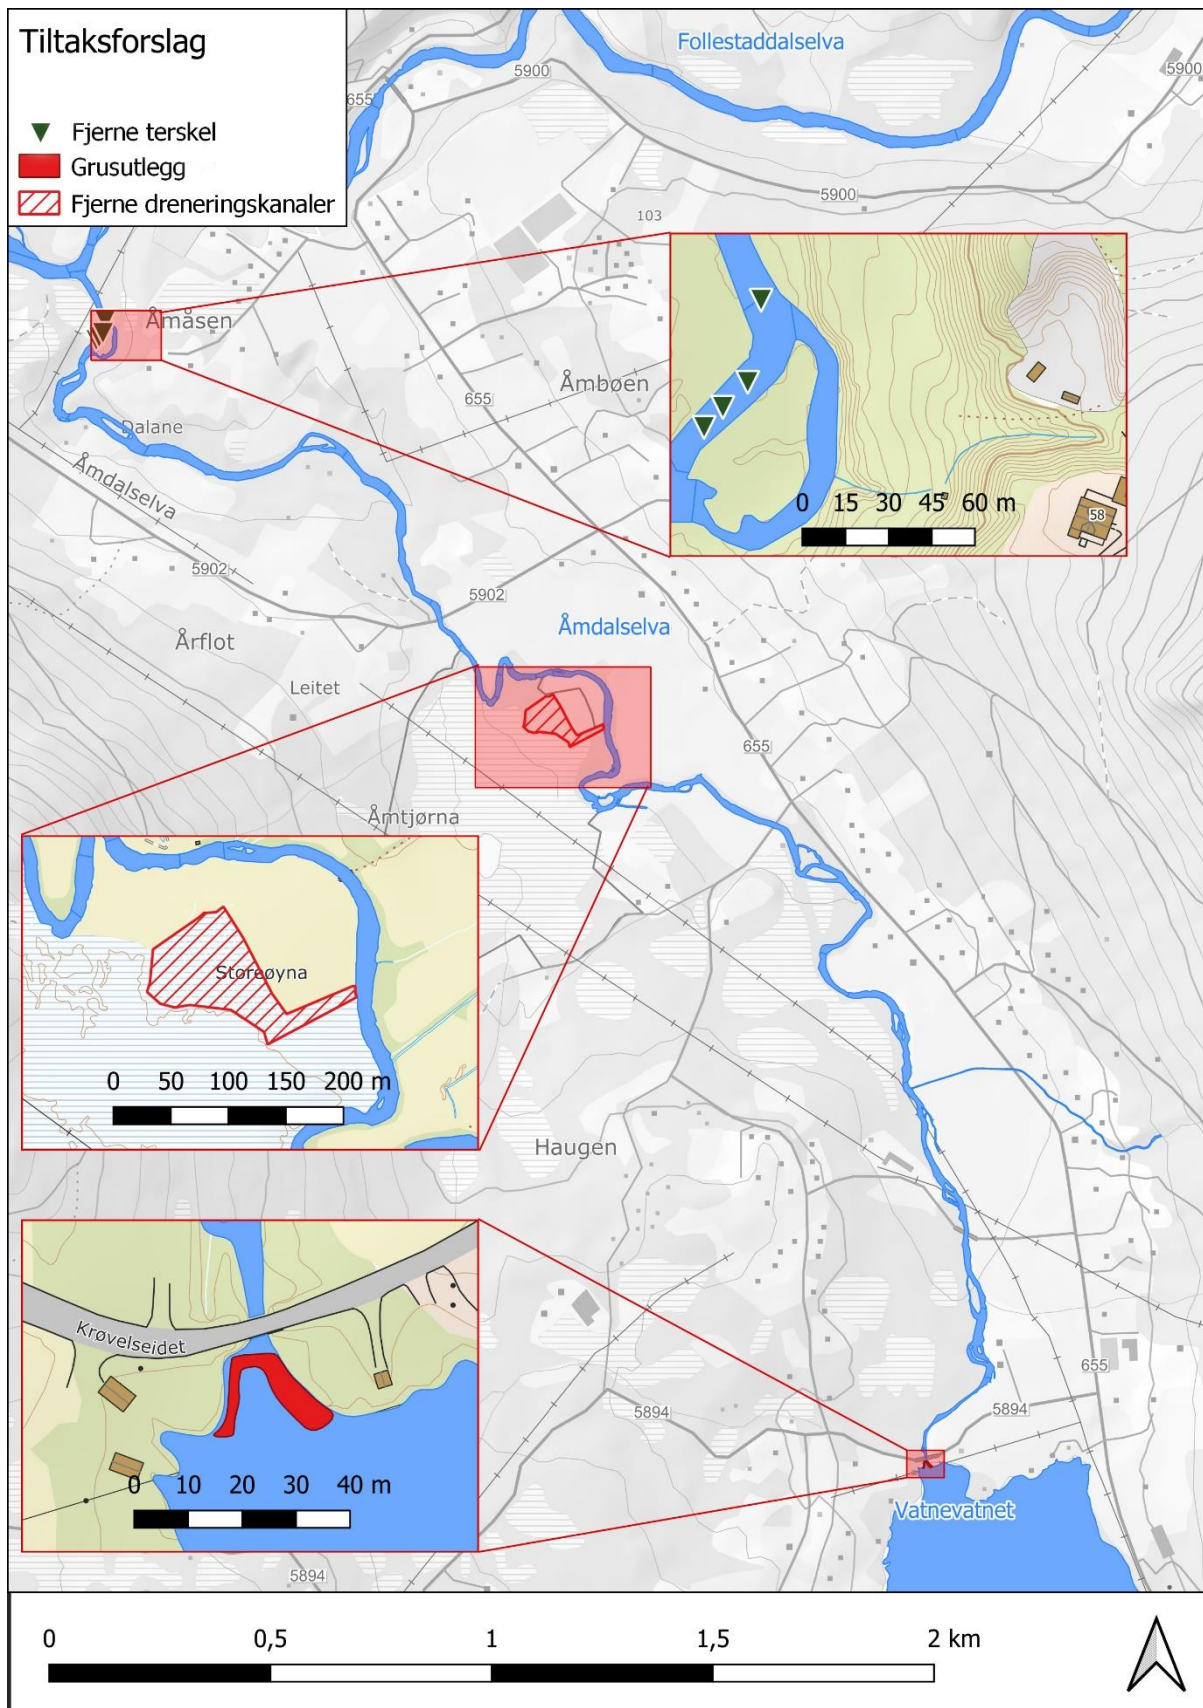 Tiltaksforslag
Fjerne terskel
Grusutlegg
Fjerne dreneringskanaler
Follestaddalselva
5900
5900
655
5900
103
Åmåsen
Åmbøen
655
Dalane
Åmdalselva
0 15 30 45 60 m
58
5902
5902
Åmdalselva
Årflot
Leitet
655
Åmtjørna
Storeøyna
0 50 100 150 200 m
Haugen
Krøvelseidet
0 10 20 30 40 m
655
5894
5894
Vatnevatnet
5894
0 0,5 1 1,5 2 km